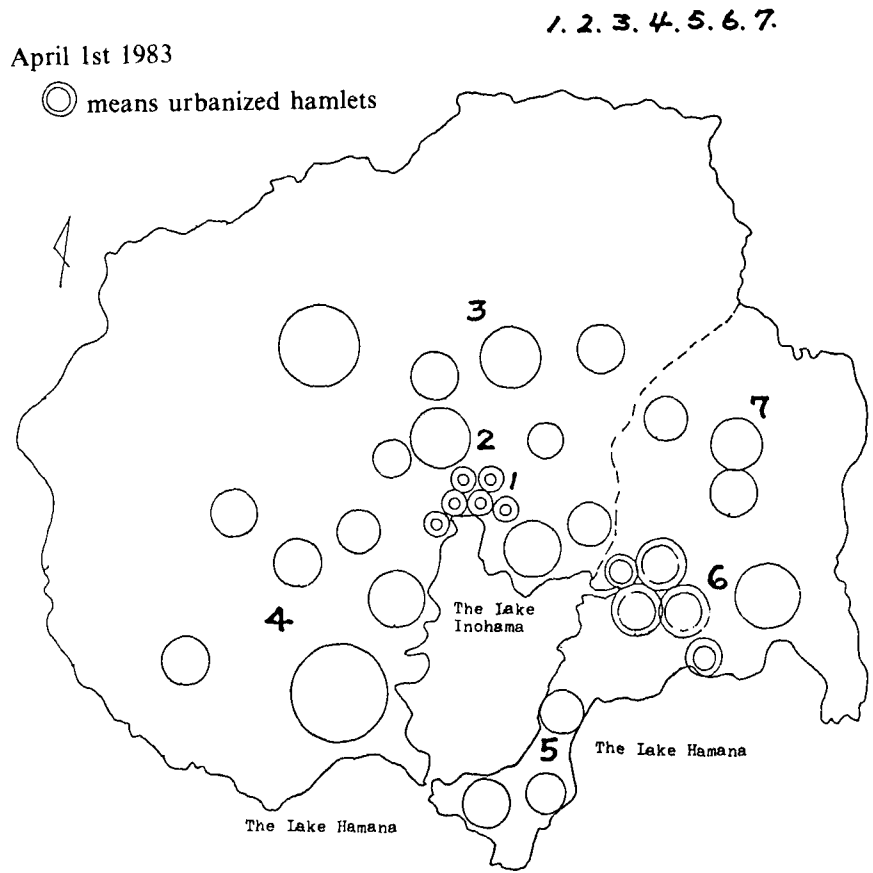 1. 2. 3. 4. 5. 6. 7.
April 1st 1983
means urbanized hamlets
3
7
2
1
6
4
The Lake
Inohama
5
The Lake Hamana
The Lake Hamana